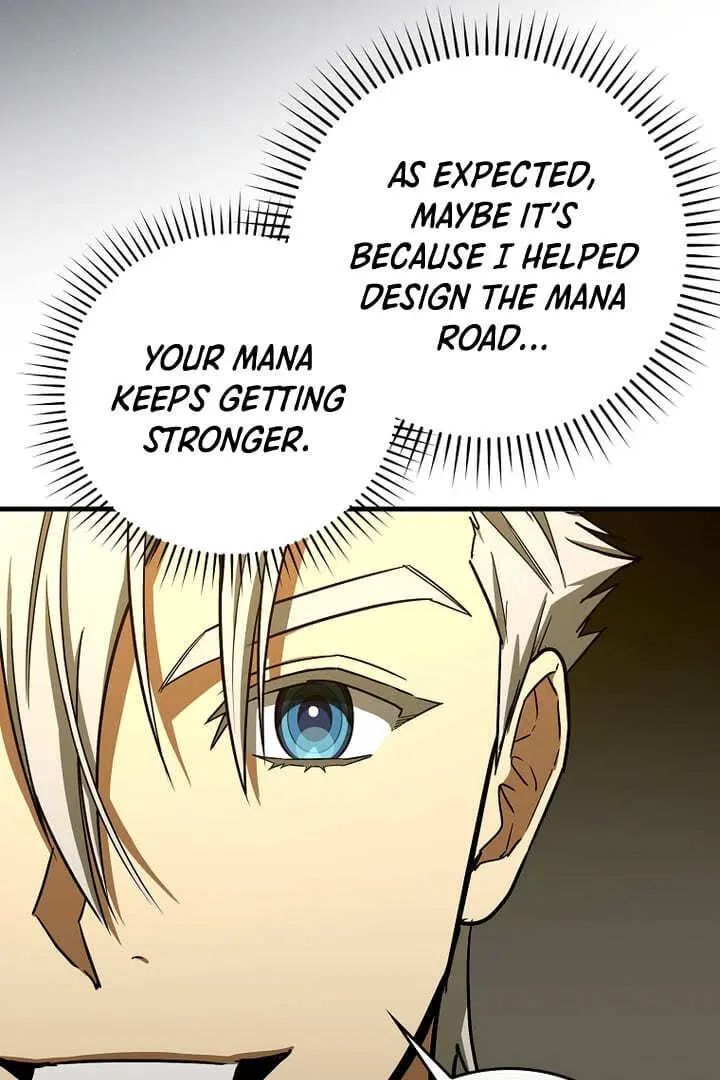 AS EXPECTED,
MAYBE IT'S
BECAUSE I HELPED
DESIGN THE MANA
ROAD...
YOUR MANA
KEEPS GETTING
STRONGER.